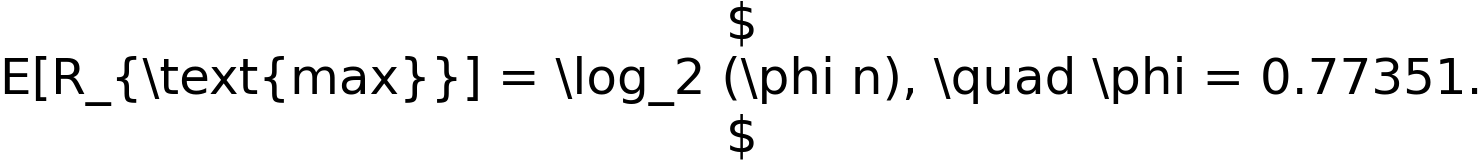 $
E[R_{\text{max}}] = \log_2 (\phi n), \quad \phi = 0.77351.
$